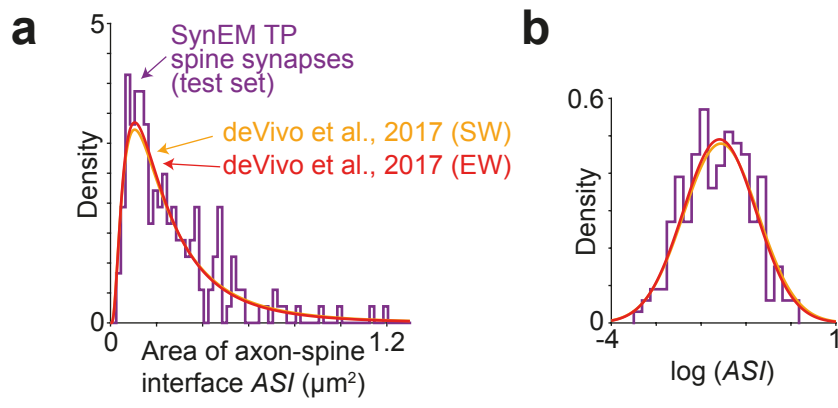 a
5
SynEM TP
spine synapses
(test set)
deVivo et al., 2017 (SW)
deVivo et al., 2017 (EW)
Density
0
0
1.2
Area of axon-spine
interface ASI (µm²)
b
0.6
Density
0
-4
1
log (ASI)